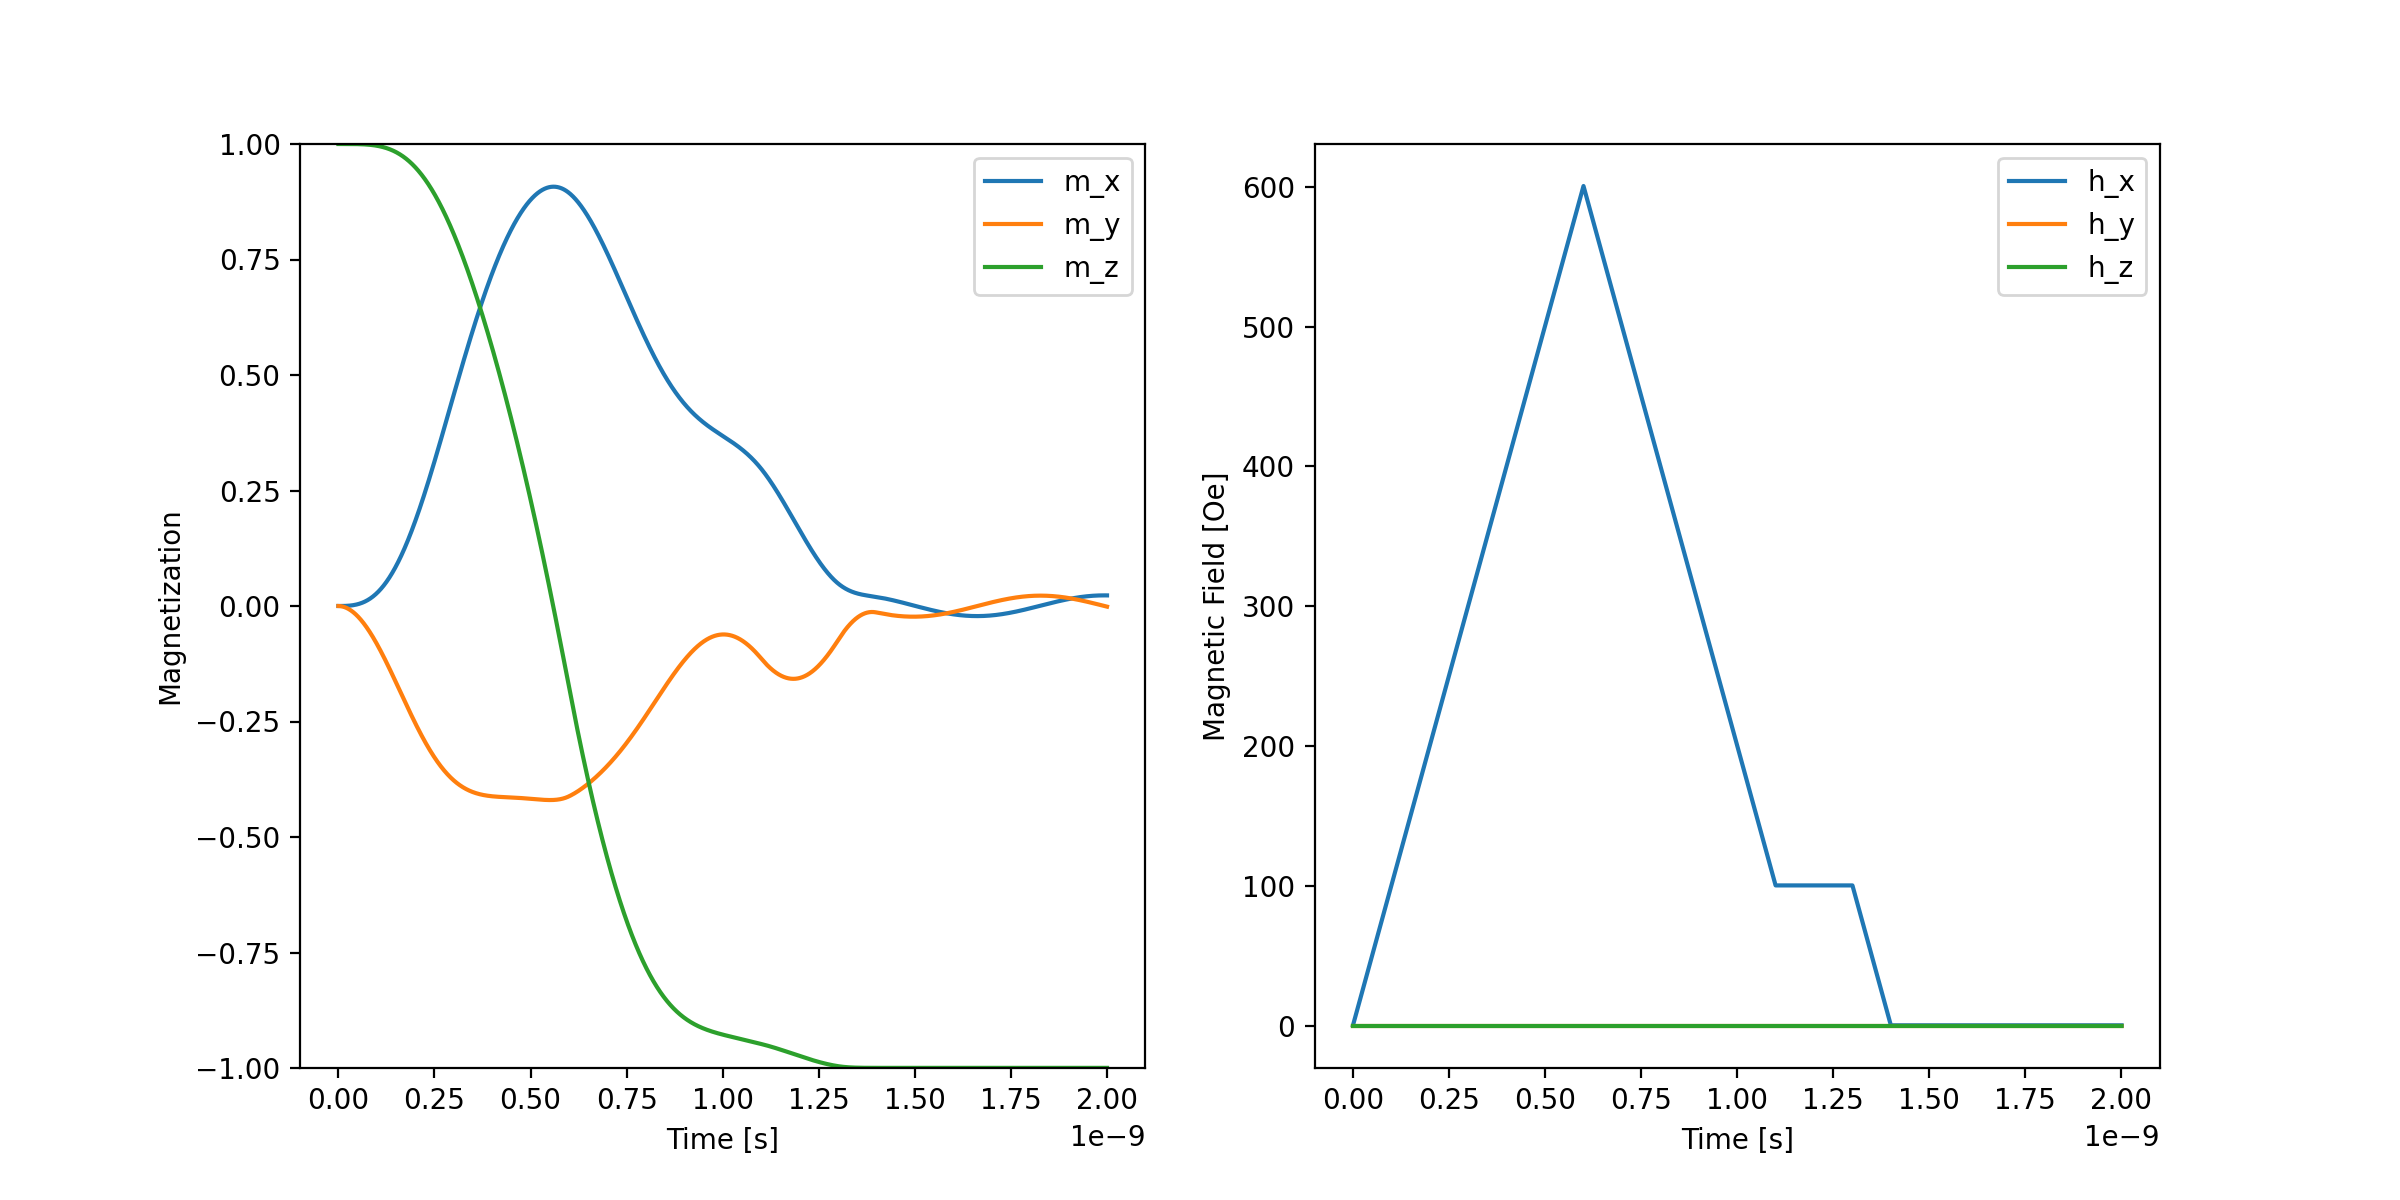 1.00
0.75
0.50
0.25
0.00
−0.25
−0.50
−0.75
−1.00
Magnetization
m_x
m_y
m_z
0.00 0.25 0.50 0.75 1.00 1.25 1.50 1.75 2.00
Time [s]
1e−9
600
500
400
300
200
100
0
Magnetic Field [Oe]
h_x
h_y
h_z
0.00 0.25 0.50 0.75 1.00 1.25 1.50 1.75 2.00
Time [s]
1e−9